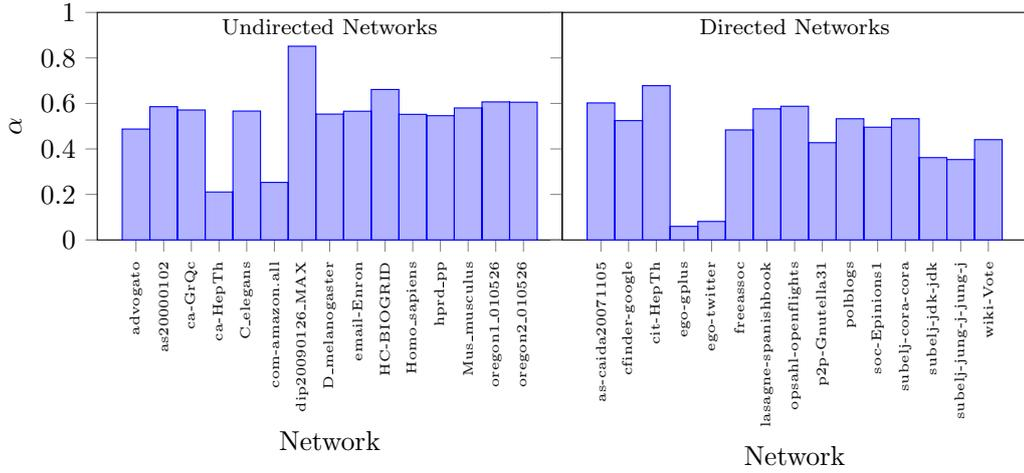 1
0.8
0.6
0.4
0.2
0
α
Undirected Networks
advogato
as20000102
ca-GrQc
ca-HepTh
C_elegans
com-amazon.all
dip20090126_MAX
D_melanogaster
email-Enron
HC-BIOGRID
Homo_sapiens
hprd_pp
Mus_musculus
oregon1_010526
oregon2_010526
Network
Directed Networks
as-caida20071105
cfinder-google
cit-HepTh
ego-gplus
ego-twitter
freeassoc
lasagne-spanishbook
opsahl-openflights
p2p-Gnutella31
polblogs
soc-Epinions1
subelj-cora-cora
subelj-jdk-jdk
subelj-jung-j-jung-j
wiki-Vote
Network